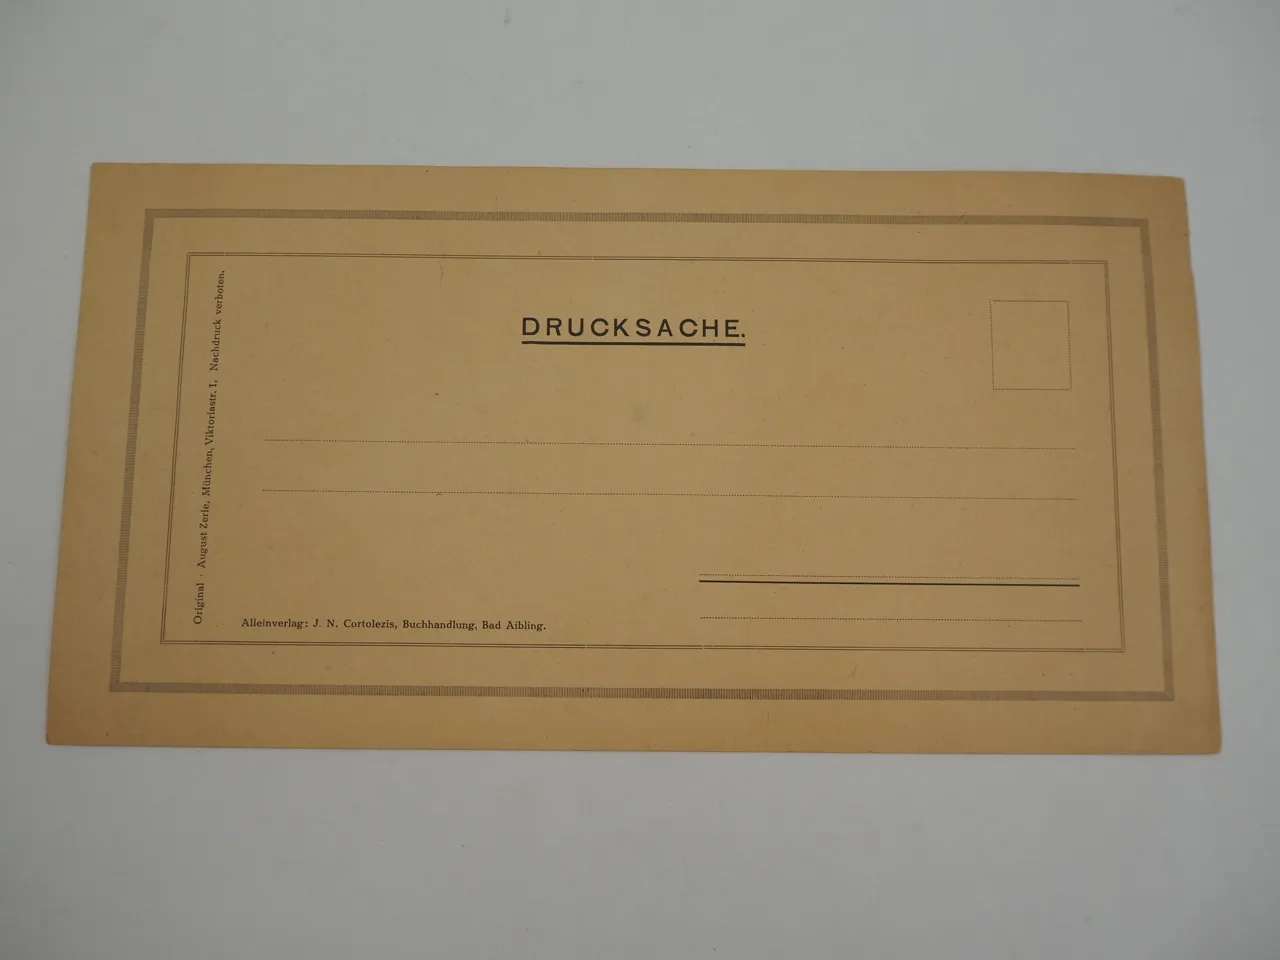 DRUCKSACHE.
Original · August Zerle, München, Viktoriastr. 1. Nachdruck verboten.
Alleinverlag: J. N. Cortolezis, Buchhandlung, Bad Aibling.